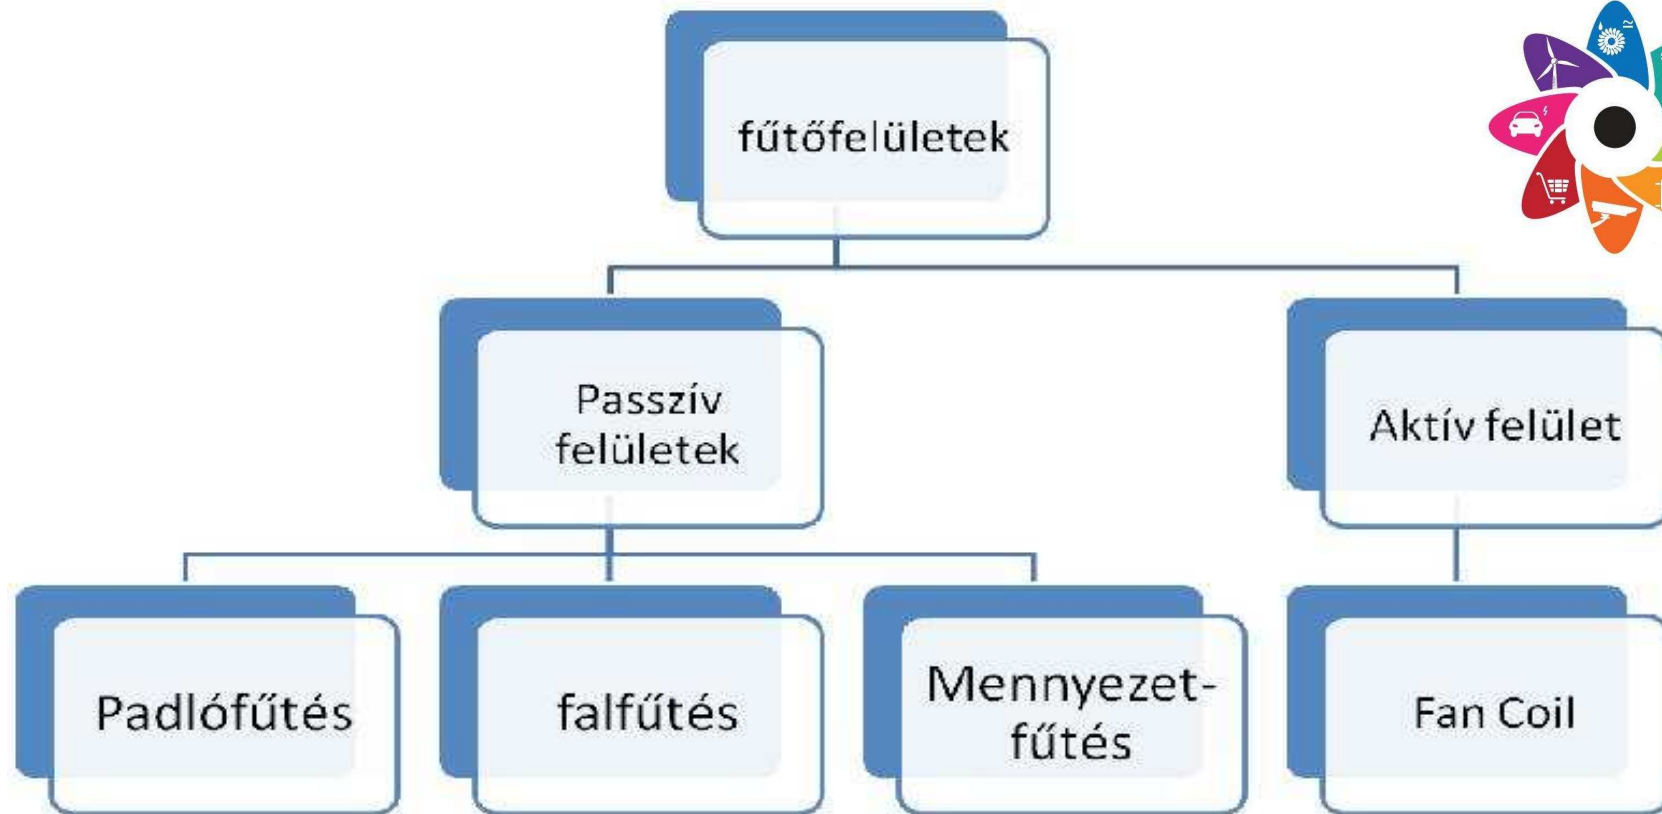 fűtőfelületek
Passzív
felületek
Aktív felület
Padlófűtés
falfűtés
Mennyezet-
fűtés
Fan Coil